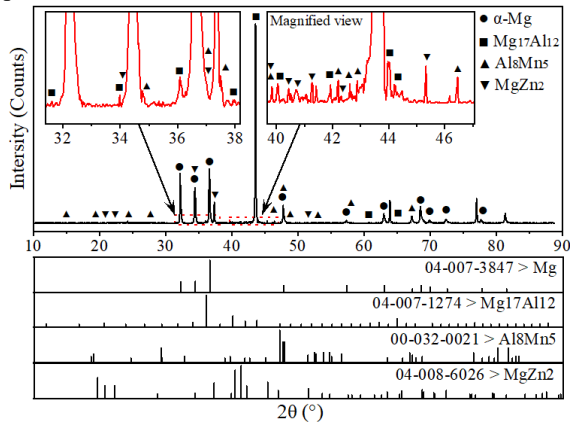 Magnified view
α-Mg
Mg17Al12
Al8Mn5
MgZn2
32 34 36 38
40 42 44 46
Intersity (Counts)
10 20 30 40 50 60 70 80
04-007-3847 > Mg
04-007-1274 > Mg17Al12
00-032-0021 > Al8Mn5
04-008-6026 > MgZn2
2θ (°)